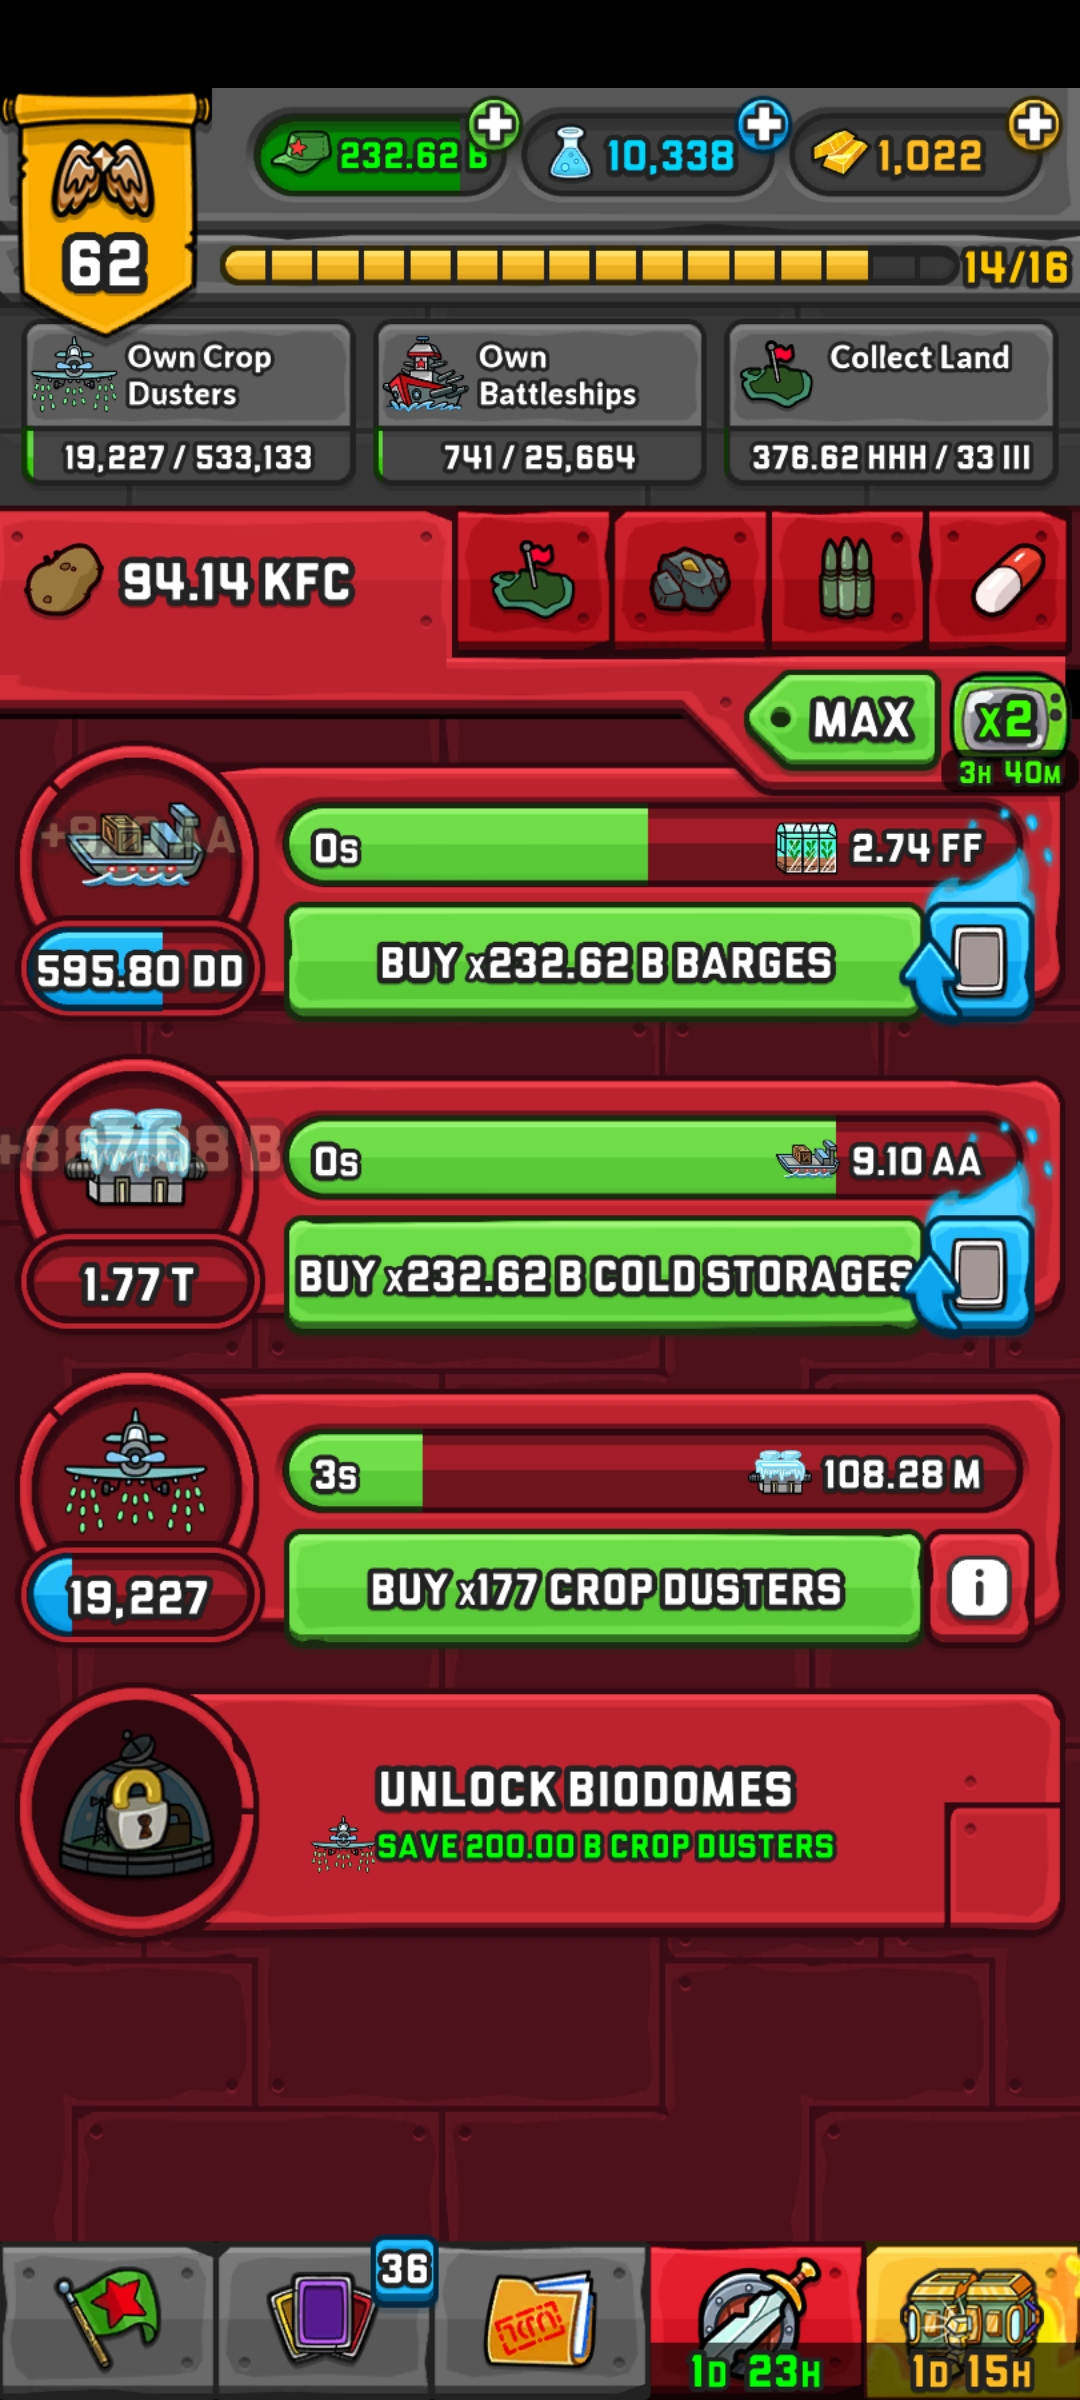 232.62 B
10,338
1,022
62
14/16
Own Crop
Dusters
19,227 / 533,133
Own
Battleships
741 / 25,664
Collect Land
376.62 HHH / 33 III
94.14 KFC
MAX
x2
3H 40M
0s
2.74 FF
595.80 DD
BUY x232.62 B BARGES
0s
9.10 AA
1.77 T
BUY x232.62 B COLD STORAGES
3s
108.28 M
19,227
BUY x177 CROP DUSTERS
i
UNLOCK BIODOMES
SAVE 200.00 B CROP DUSTERS
36
1D 23H
1D 15H